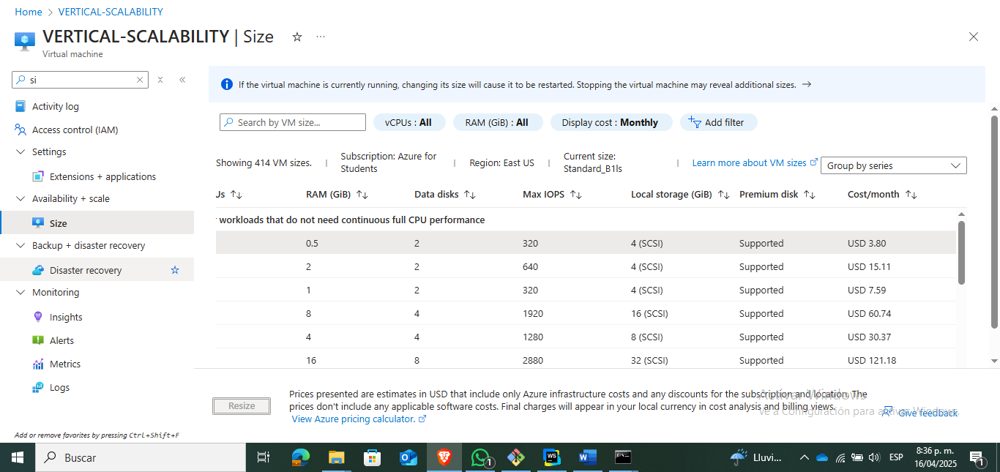 Home > VERTICAL-SCALABILITY
VERTICAL-SCALABILITY | Size
Virtual machine
si
Activity log
Access control (IAM)
Settings
Extensions + applications
Availability + scale
Size
Backup + disaster recovery
Disaster recovery
Monitoring
Insights
Alerts
Metrics
Logs
Add or remove favorites by pressing Ctrl+Shift+F
If the virtual machine is currently running, changing its size will cause it to be restarted. Stopping the virtual machine may reveal additional sizes.
Search by VM size...
vCPUs : All
RAM (GiB) : All
Display cost : Monthly
Add filter
Showing 414 VM sizes.
Subscription: Azure for
Students
Region: East US
Current size:
Standard_B1ls
Learn more about VM sizes
Group by series
Us RAM (GiB) Data disks Max IOPS Local storage (GiB) Premium disk Cost/month
workloads that do not need continuous full CPU performance
0.5 2 320 4 (SCSI) Supported USD 3.80
2 2 640 4 (SCSI) Supported USD 15.11
1 2 320 4 (SCSI) Supported USD 7.59
8 4 1920 16 (SCSI) Supported USD 60.74
4 4 1280 8 (SCSI) Supported USD 30.37
16 8 2880 32 (SCSI) Supported USD 121.18
Resize
Prices presented are estimates in USD that include only Azure infrastructure costs and any discounts for the subscription and location. The
prices don't include any applicable software costs. Final charges will appear in your local currency in cost analysis and billing views.
View Azure pricing calculator.
Activar Windows
Ve a Configuración para activar Windows.
Give feedback
Buscar
1
WS
W
Lluvi...
ESP
8:36 p. m.
16/04/2025
1